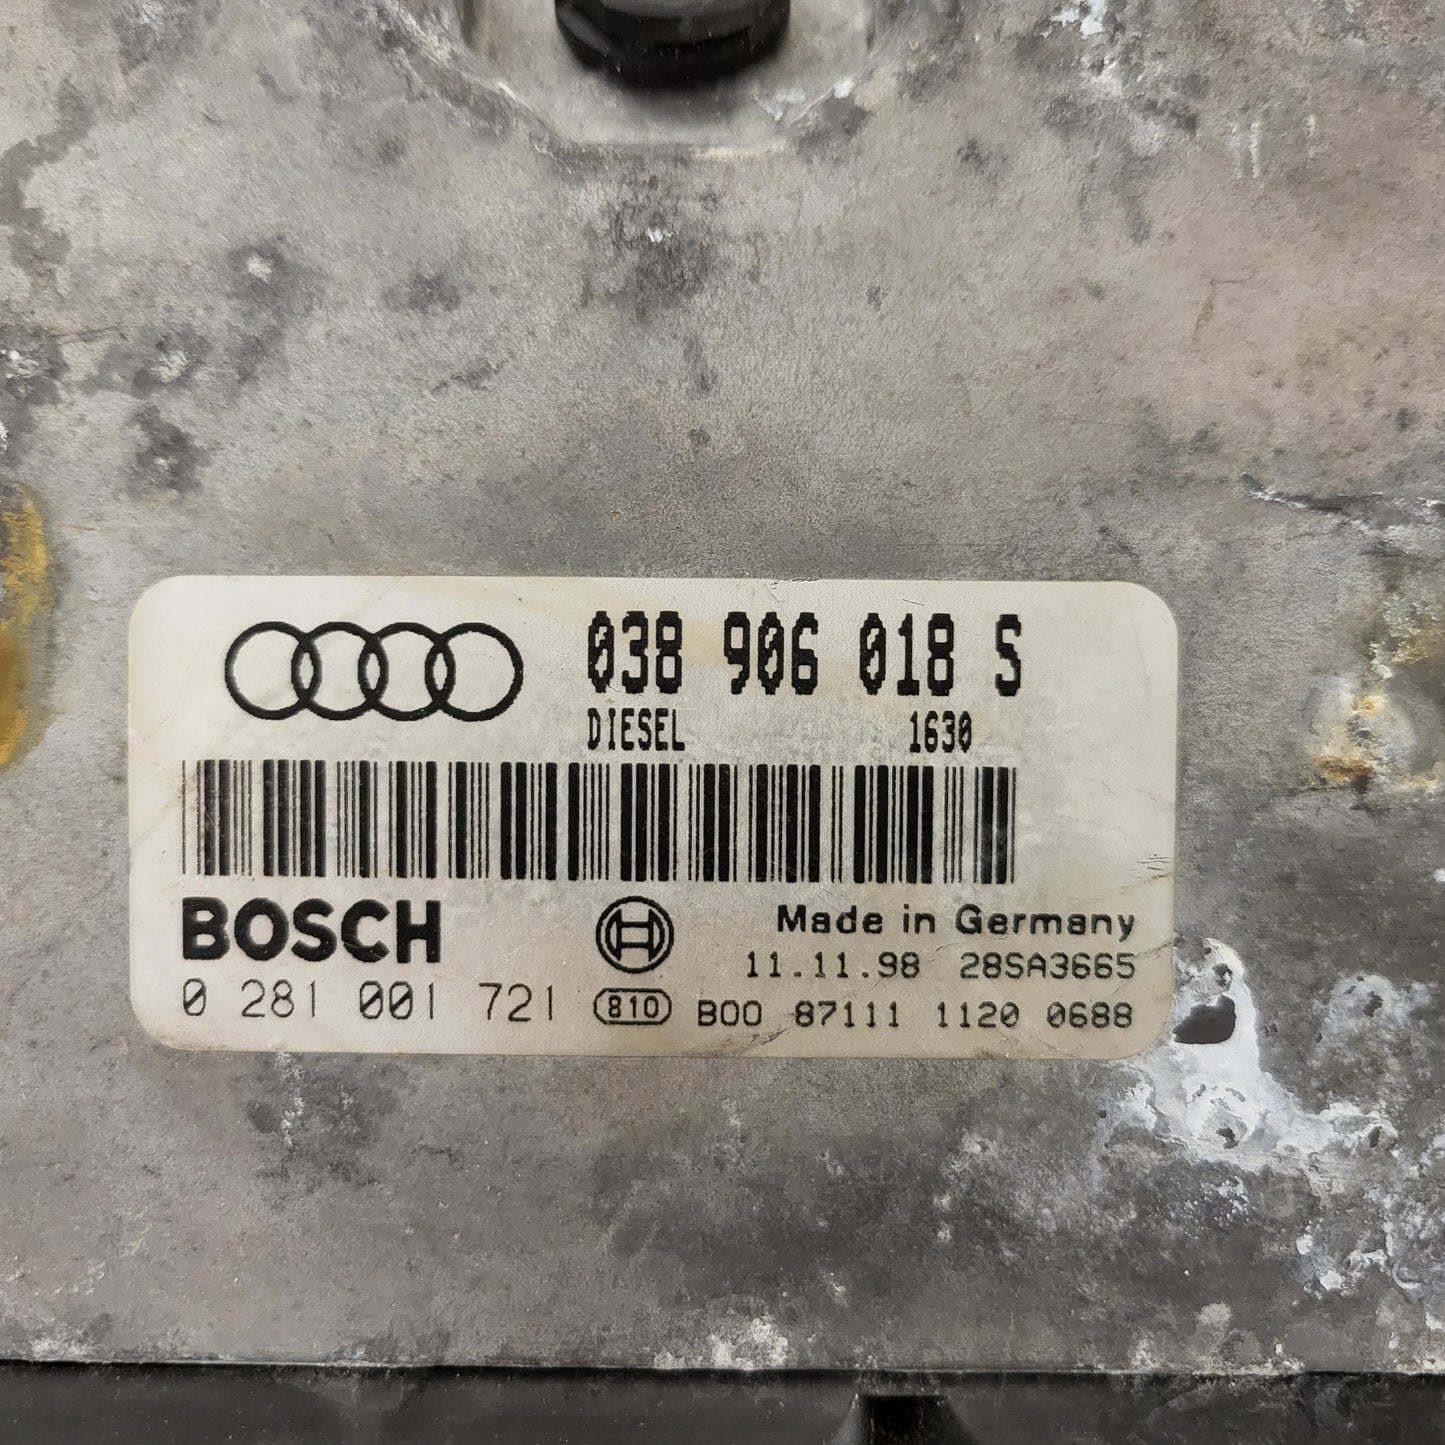 038 906 018 S
DIESEL 1630
BOSCH
Made in Germany
11.11.98 28SA3665
0 281 001 721 810 B00 87111 1120 0688